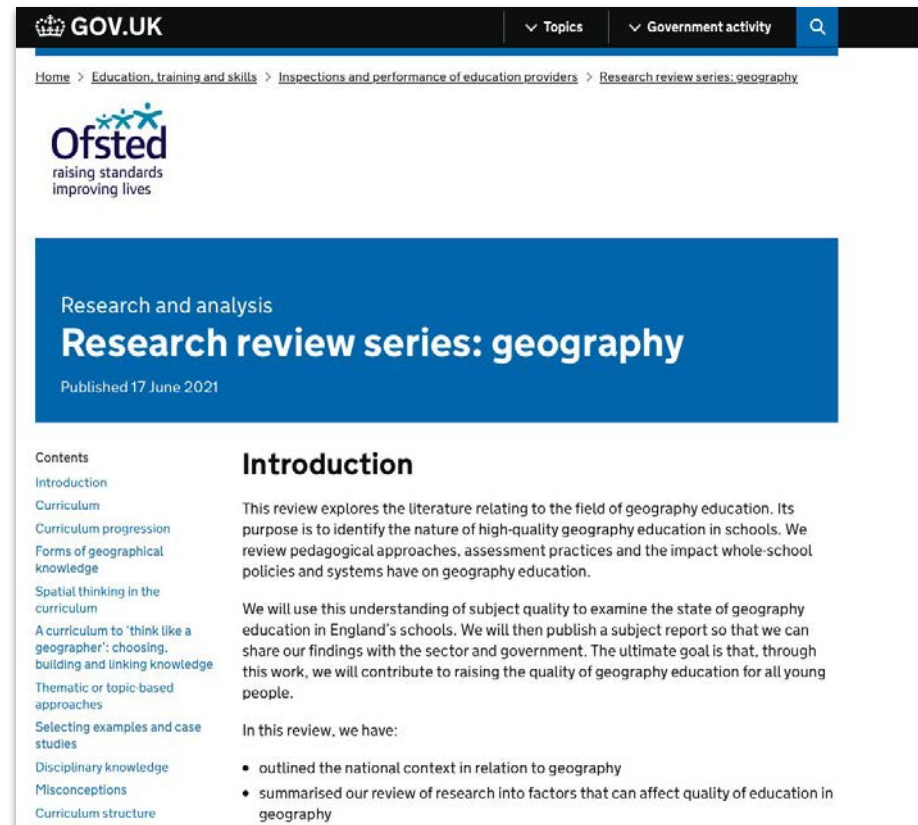 GOV.UK
Topics
Government activity
Home > Education, training and skills > Inspections and performance of education providers > Research review series: geography
Ofsted
raising standards
improving lives
Research and analysis
Research review series: geography
Published 17 June 2021
Contents
Introduction
Curriculum
Curriculum progression
Forms of geographical
knowledge
Spatial thinking in the
curriculum
A curriculum to 'think like a
geographer': choosing,
building and linking knowledge
Thematic or topic-based
approaches
Selecting examples and case
studies
Disciplinary knowledge
Misconceptions
Curriculum structure
Introduction
This review explores the literature relating to the field of geography education. Its
purpose is to identify the nature of high-quality geography education in schools. We
review pedagogical approaches, assessment practices and the impact whole-school
policies and systems have on geography education.
We will use this understanding of subject quality to examine the state of geography
education in England's schools. We will then publish a subject report so that we can
share our findings with the sector and government. The ultimate goal is that, through
this work, we will contribute to raising the quality of geography education for all young
people.
In this review, we have:
• outlined the national context in relation to geography
• summarised our review of research into factors that can affect quality of education in
geography